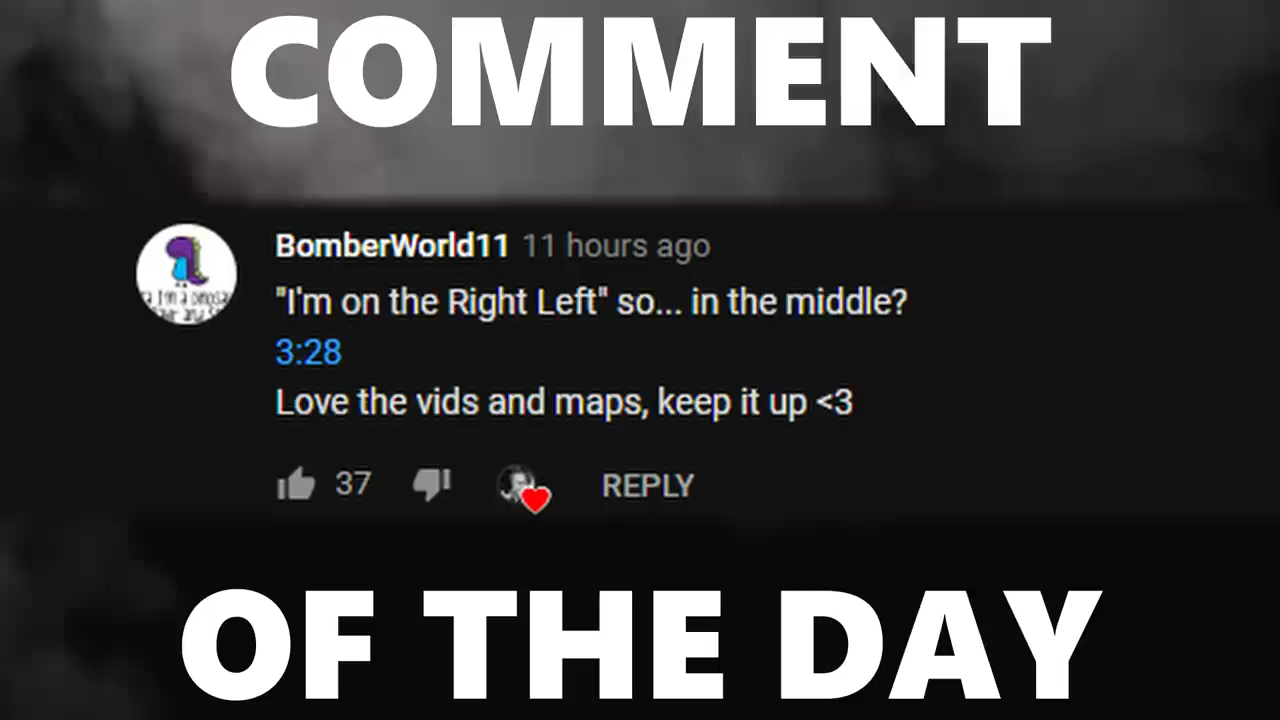 COMMENT
BomberWorld11 11 hours ago
"I'm on the Right Left" so... in the middle?
3:28
Love the vids and maps, keep it up <3
37 REPLY
OF THE DAY